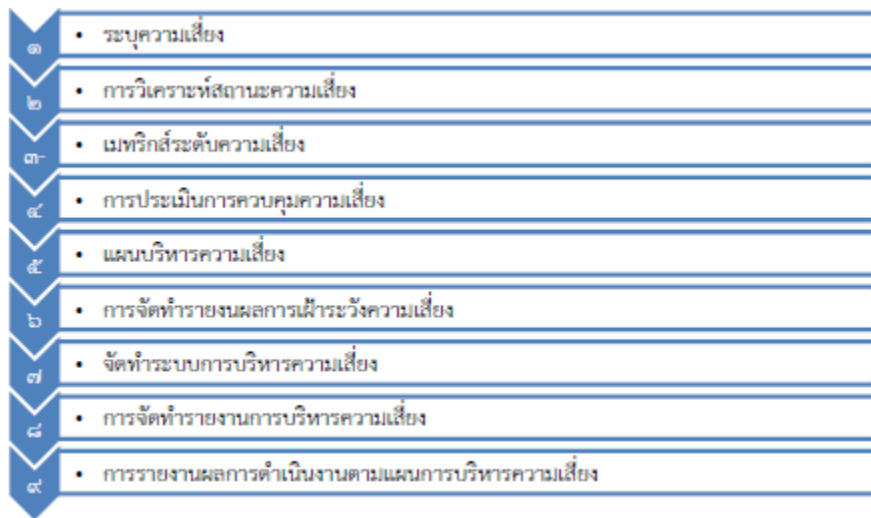 ๑ • ระบุความเสี่ยง
๒ • การวิเคราะห์สถานะความเสี่ยง
๓- • เมทริกส์ระดับความเสี่ยง
๔ • การประเมินการควบคุมความเสี่ยง
๕ • แผนบริหารความเสี่ยง
๖ • การจัดทำรายงนผลการเฝ้าระวังความเสี่ยง
๗ • จัดทำระบบการบริหารความเสี่ยง
๘ • การจัดทำรายงานการบริหารความเสี่ยง
๙ • การรายงานผลการดำเนินงานตามแผนการบริหารความเสี่ยง